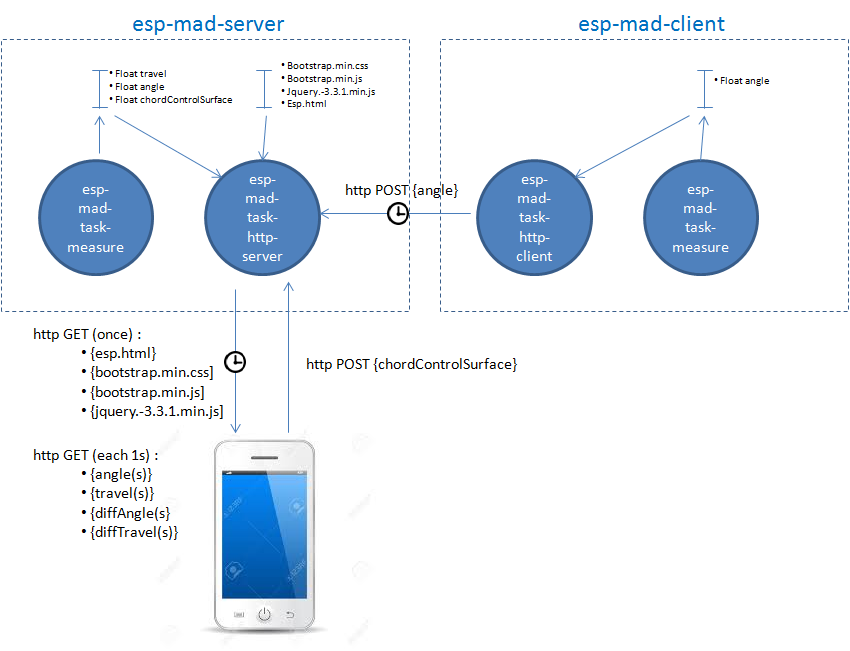 esp-mad-server
esp-mad-client
• Float travel
• Float angle
• Float chordControlSurface
• Bootstrap.min.css
• Bootstrap.min.js
• Jquery.-3.3.1.min.js
• Esp.html
• Float angle
esp-
mad-
task-
measure
esp-
mad-
task-
http-
server
http POST {angle}
esp-
mad-
task-
http-
client
esp-
mad-
task-
measure
http GET (once) :
• {esp.html}
• {bootstrap.min.css]
• {bootstrap.min.js]
• {jquery.-3.3.1.min.js]
http POST {chordControlSurface}
http GET (each 1s) :
• {angle(s)}
• {travel(s)}
• {diffAngle(s}
• {diffTravel(s)}